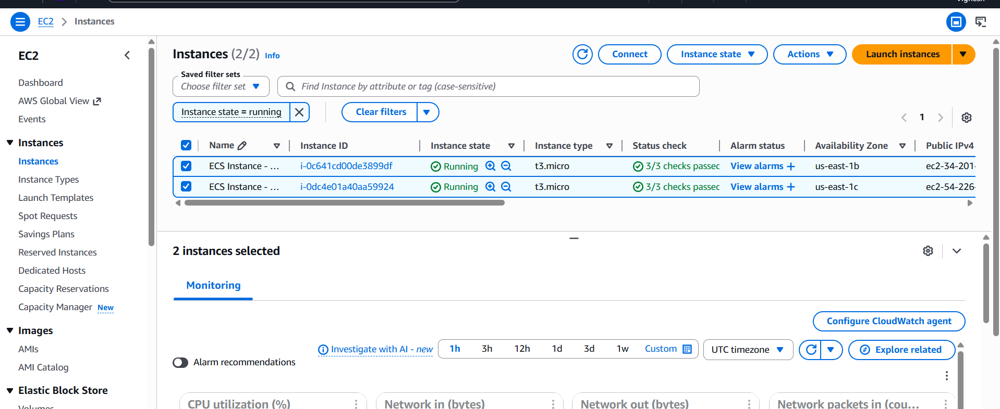 EC2 > Instances
EC2
Dashboard
AWS Global View
Events
Instances
Instances
Instance Types
Launch Templates
Spot Requests
Savings Plans
Reserved Instances
Dedicated Hosts
Capacity Reservations
Capacity Manager New
Images
AMIs
AMI Catalog
Elastic Block Store
Volumes
Instances (2/2) Info
Connect
Instance state
Actions
Launch instances
Saved filter sets
Choose filter set
Find Instance by attribute or tag (case-sensitive)
Instance state = running
Clear filters
1
Name Instance ID Instance state Instance type Status check Alarm status Availability Zone Public IPv4
ECS Instance - ... i-0c641cd00de3899df Running t3.micro 3/3 checks passec View alarms + us-east-1b ec2-34-201-
ECS Instance - ... i-0dc4e01a40aa59924 Running t3.micro 3/3 checks passec View alarms + us-east-1c ec2-54-226-
2 instances selected
Monitoring
Configure CloudWatch agent
Investigate with AI - new 1h 3h 12h 1d 3d 1w Custom UTC timezone Explore related
Alarm recommendations
CPU utilization (%) Network in (bytes) Network out (bytes) Network packets in (cou...